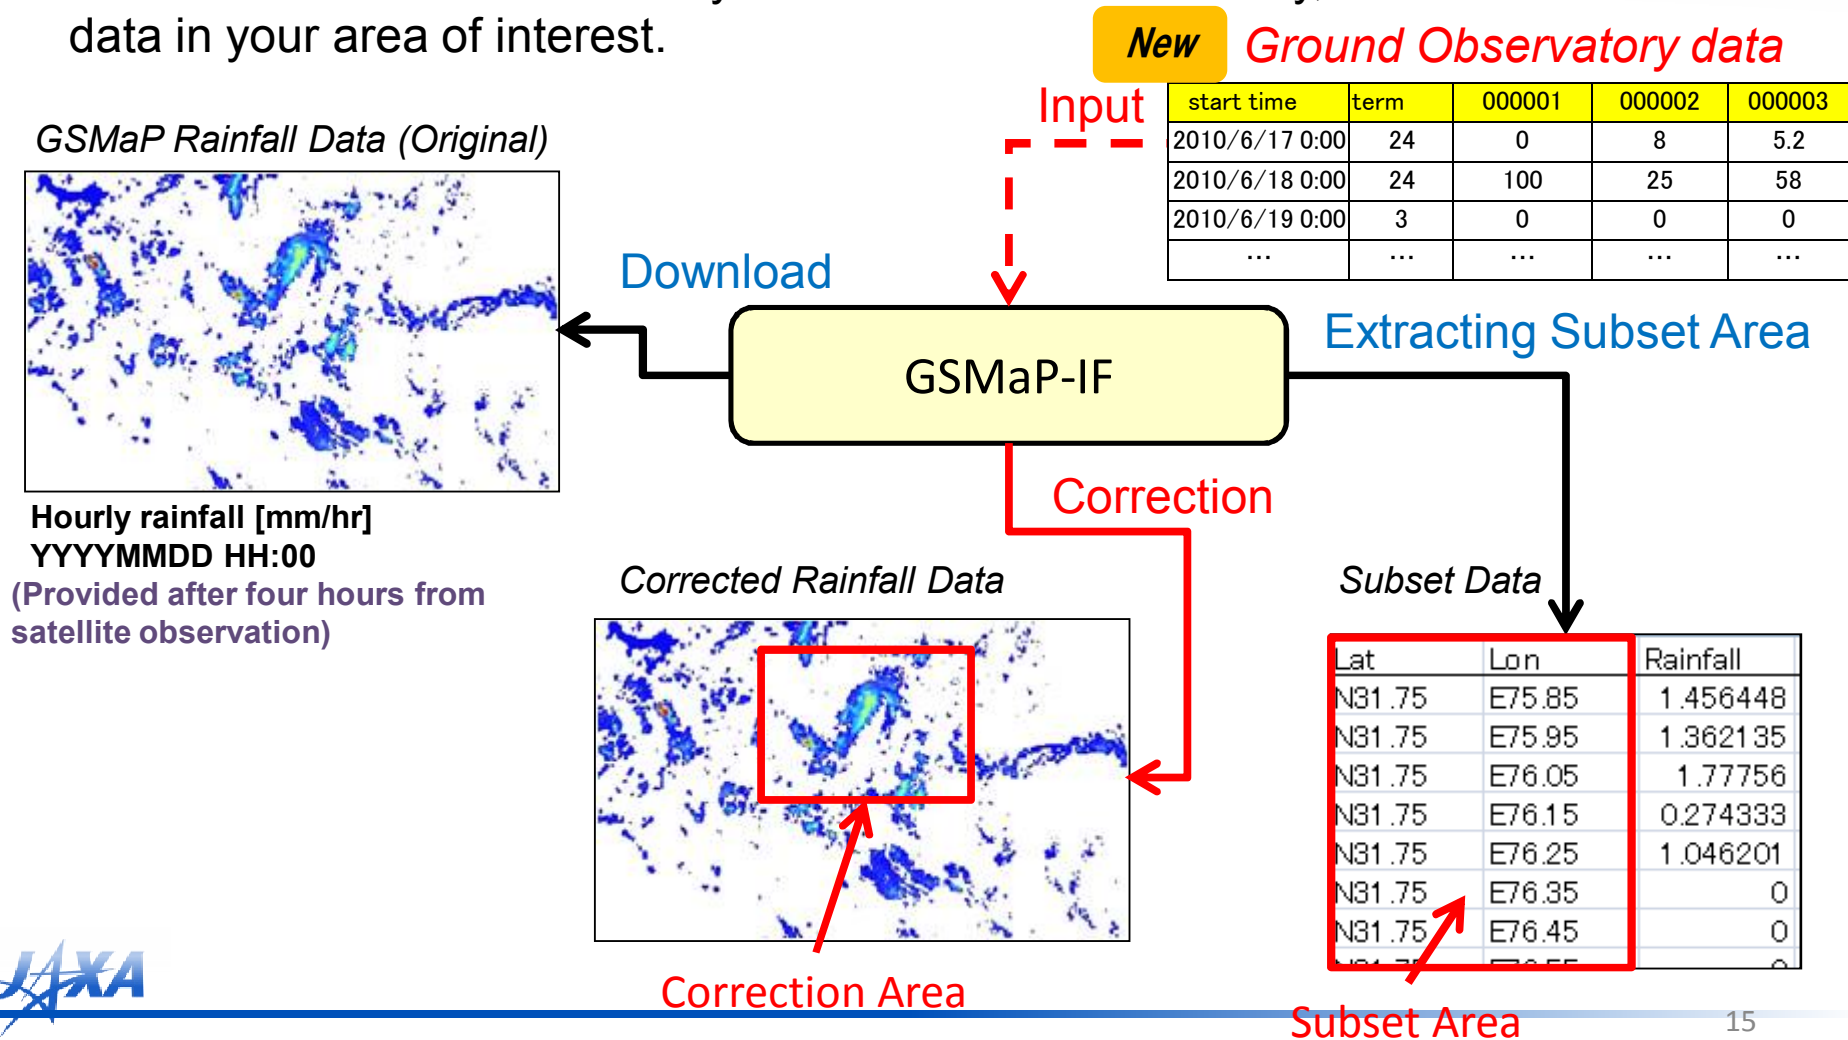 data in your area of interest.
New Ground Observatory data
Input
start time term 000001 000002 000003
2010/6/17 0:00 24 0 8 5.2
2010/6/18 0:00 24 100 25 58
2010/6/19 0:00 3 0 0 0
... ... ... ... ...
GSMaP Rainfall Data (Original)
Download
Extracting Subset Area
GSMaP-IF
Hourly rainfall [mm/hr]
YYYYMMDD HH:00
(Provided after four hours from
satellite observation)
Correction
Corrected Rainfall Data
Subset Data
Lat Lon Rainfall
N31.75 E75.85 1.456448
N31.75 E75.95 1.362135
N31.75 E76.05 1.77756
N31.75 E76.15 0.274333
N31.75 E76.25 1.046201
N31.75 E76.35 0
N31.75 E76.45 0
Correction Area
Subset Area
JAXA
15